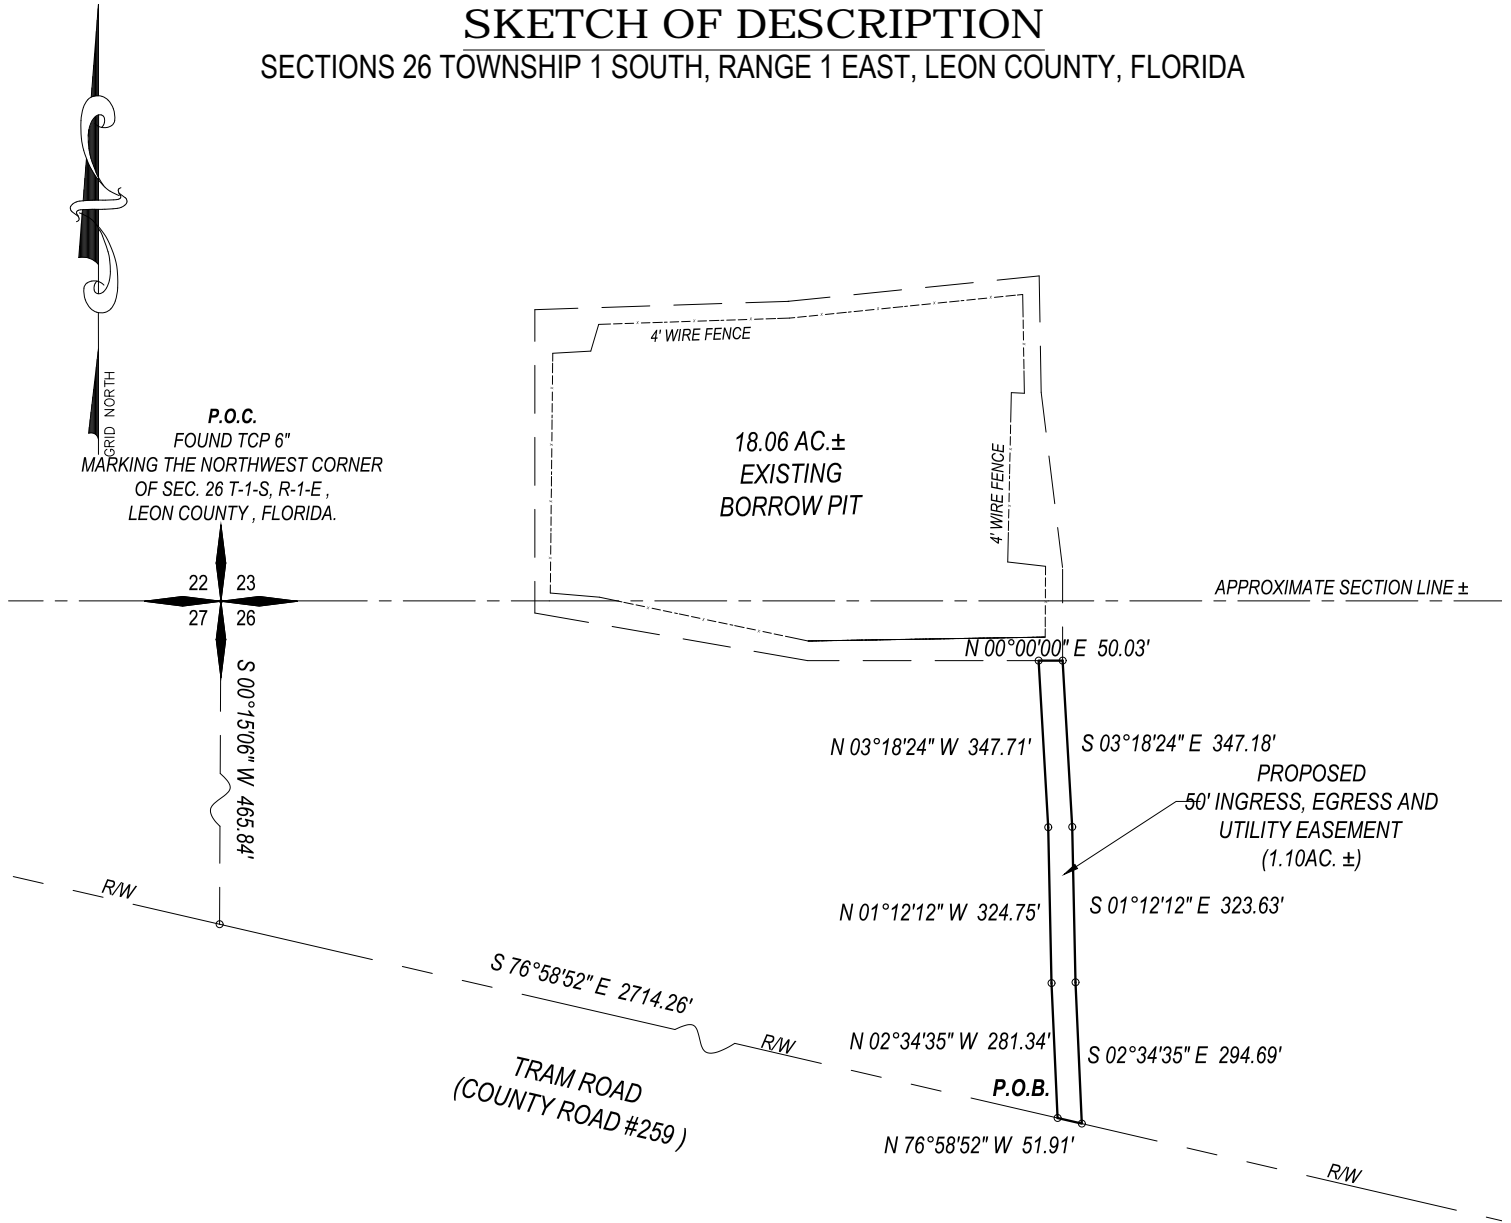 SKETCH OF DESCRIPTION
SECTIONS 26 TOWNSHIP 1 SOUTH, RANGE 1 EAST, LEON COUNTY, FLORIDA
GRID NORTH
P.O.C.
FOUND TCP 6"
MARKING THE NORTHWEST CORNER
OF SEC. 26 T-1-S, R-1-E ,
LEON COUNTY , FLORIDA.
22
23
27
26
4' WIRE FENCE
18.06 AC.±
EXISTING
BORROW PIT
4' WIRE FENCE
APPROXIMATE SECTION LINE ±
N 00°00'00" E 50.03'
S 00°15'06" W 465.84'
N 03°18'24" W 347.71'
S 03°18'24" E 347.18'
PROPOSED
50' INGRESS, EGRESS AND
UTILITY EASEMENT
(1.10AC. ±)
R/W
N 01°12'12" W 324.75'
S 01°12'12" E 323.63'
S 76°58'52" E 2714.26'
R/W
N 02°34'35" W 281.34'
S 02°34'35" E 294.69'
TRAM ROAD
(COUNTY ROAD #259 )
P.O.B.
N 76°58'52" W 51.91'
R/W